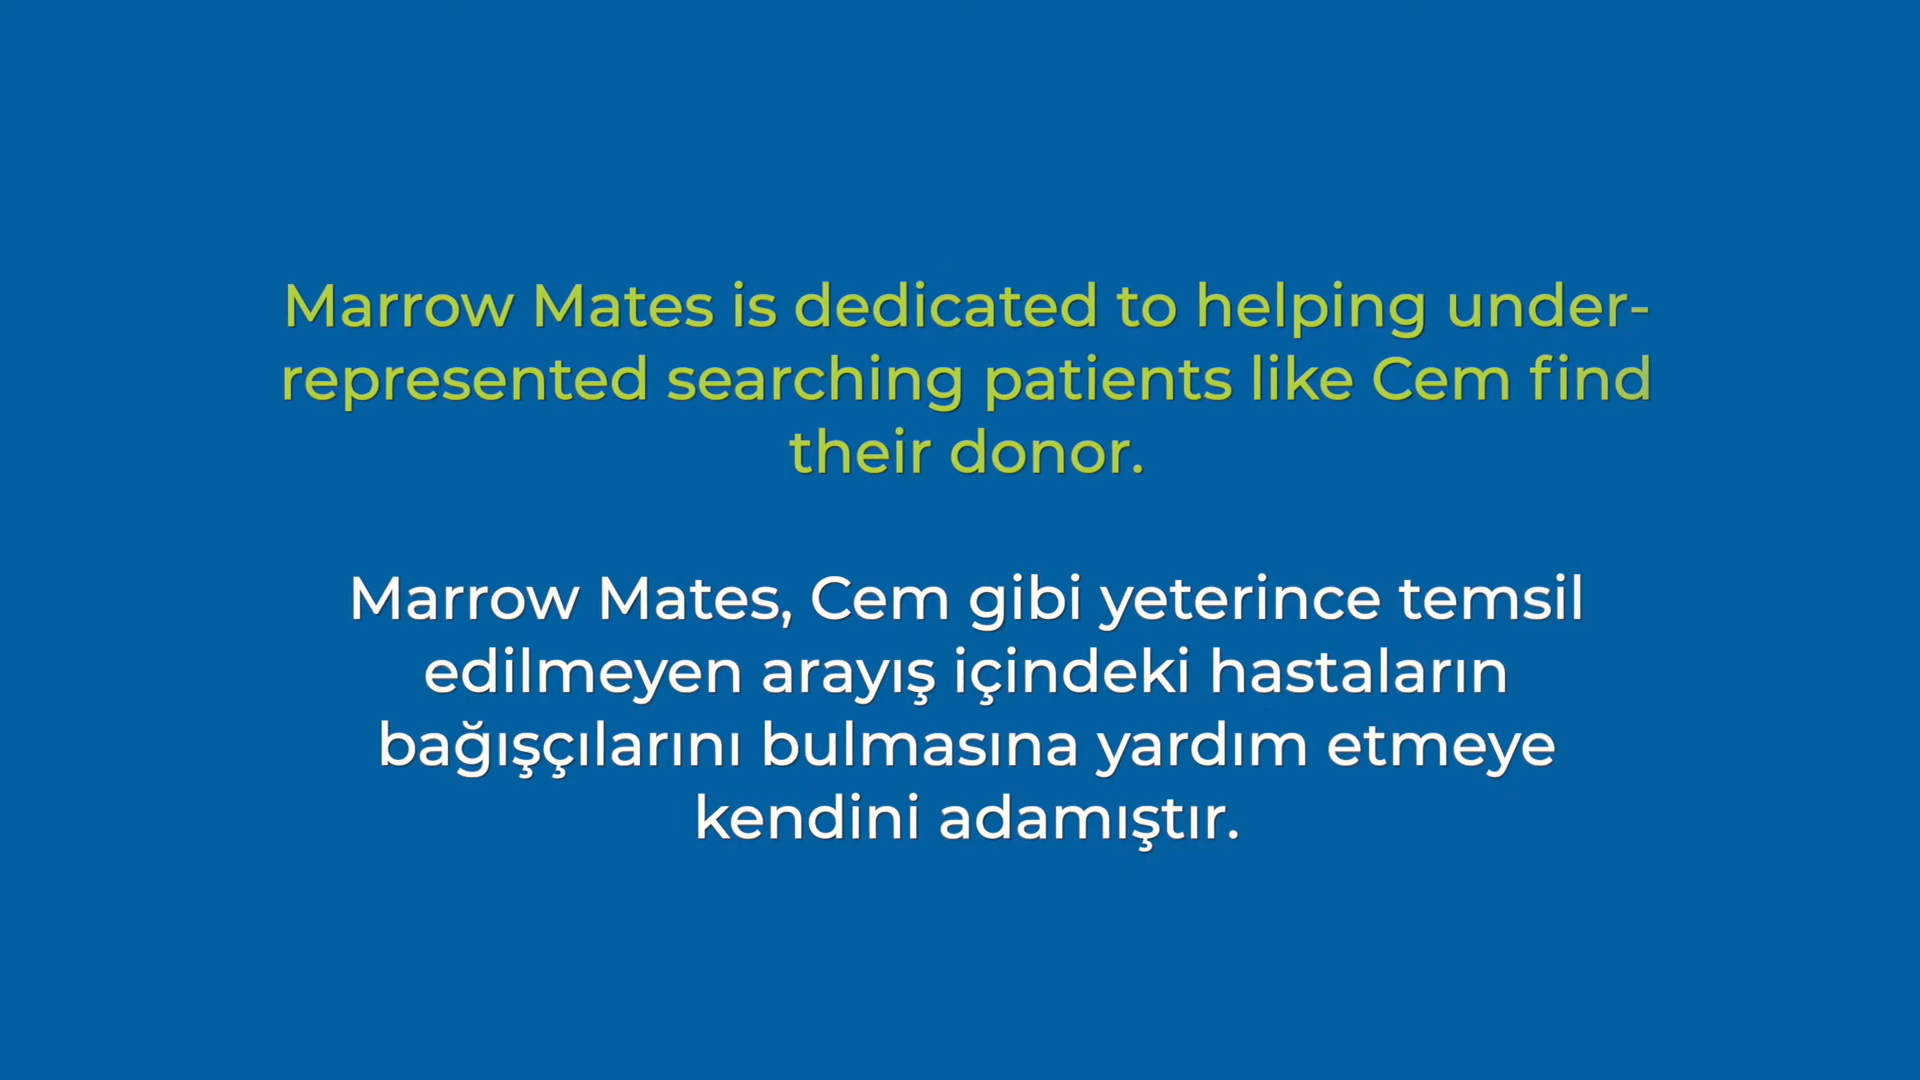 Marrow Mates is dedicated to helping under-
represented searching patients like Cem find
their donor.
Marrow Mates, Cem gibi yeterince temsil
edilmeyen arayış içindeki hastaların
bağışçılarını bulmasına yardım etmeye
kendini adamıştır.